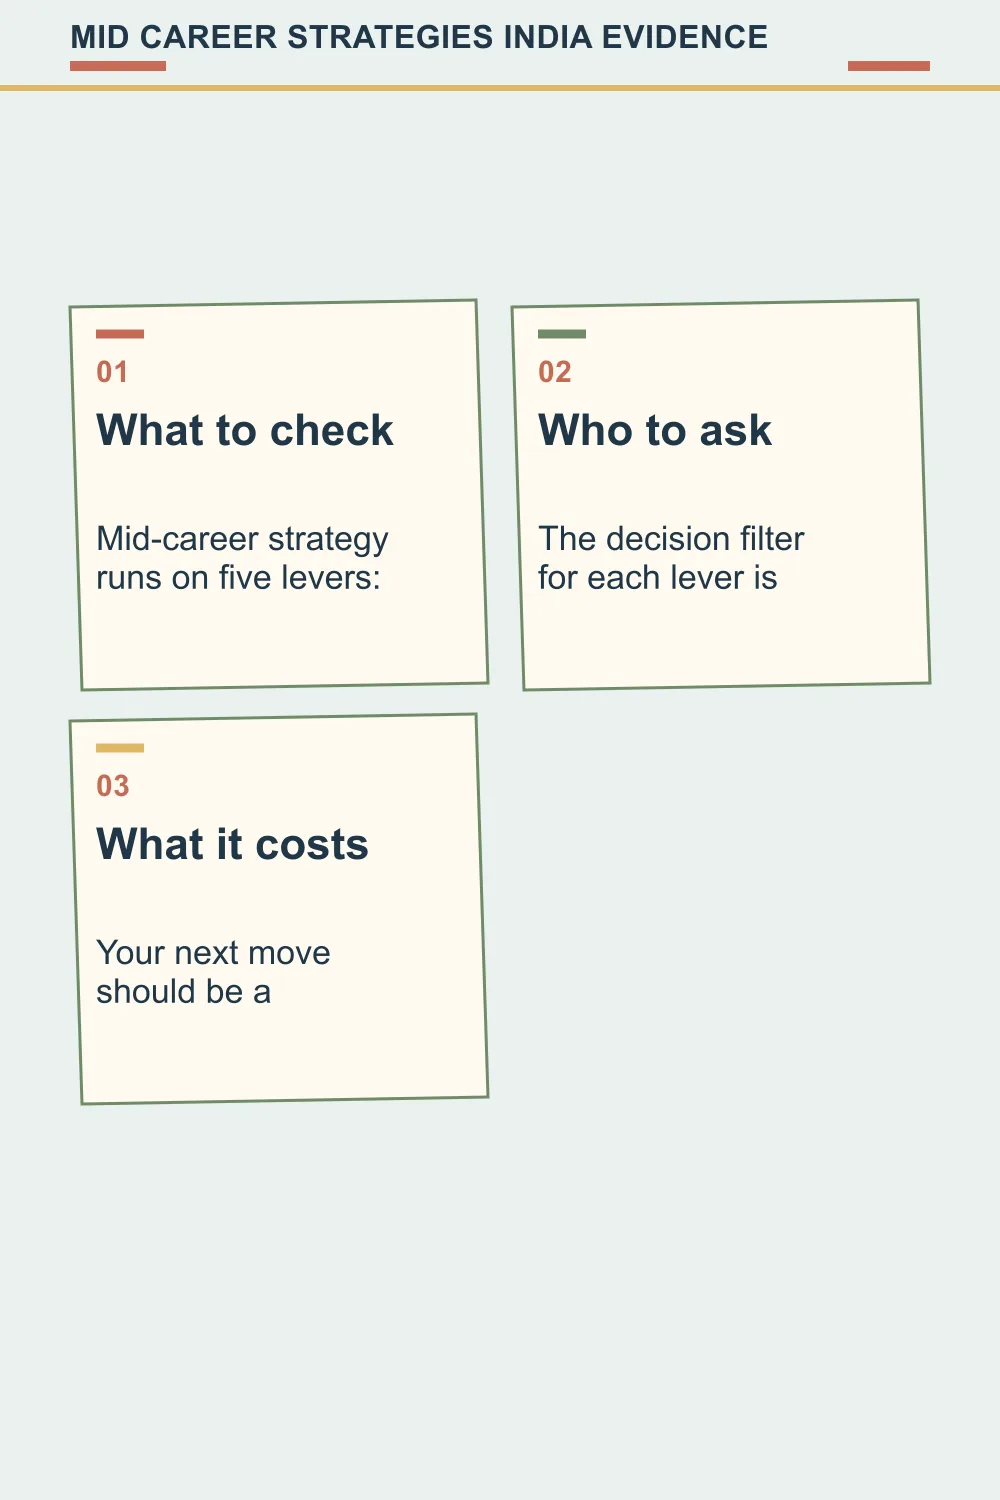 MID CAREER STRATEGIES INDIA EVIDENCE
01
What to check
Mid-career strategy
runs on five levers:
02
Who to ask
The decision filter
for each lever is
03
What it costs
Your next move
should be a